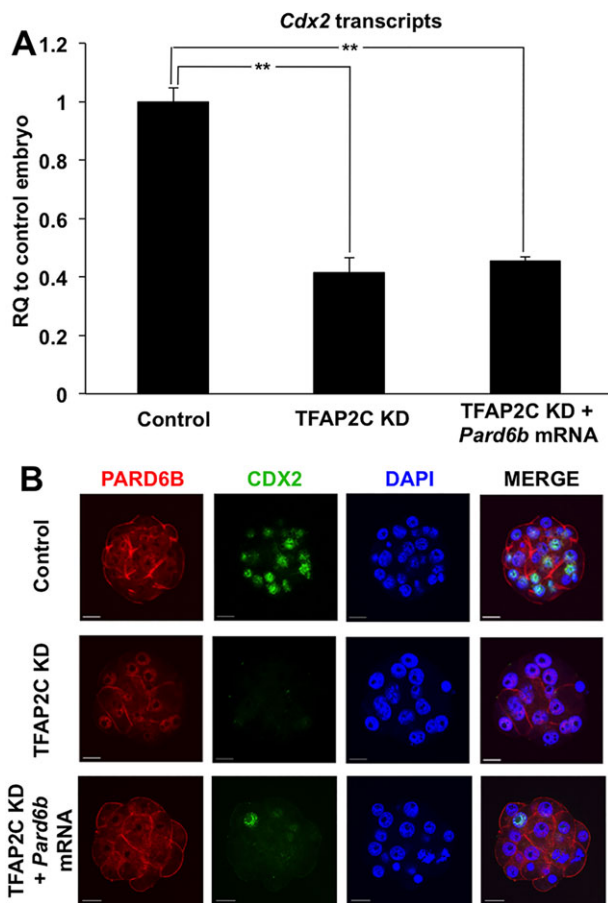 A
Cdx2 transcripts
**
**
RQ to control embryo
1.2
1
0.8
0.6
0.4
0.2
0
Control
TFAP2C KD
TFAP2C KD +
Pard6b mRNA
B
PARD6B
CDX2
DAPI
MERGE
Control
TFAP2C KD
TFAP2C KD
+ Pard6b
mRNA